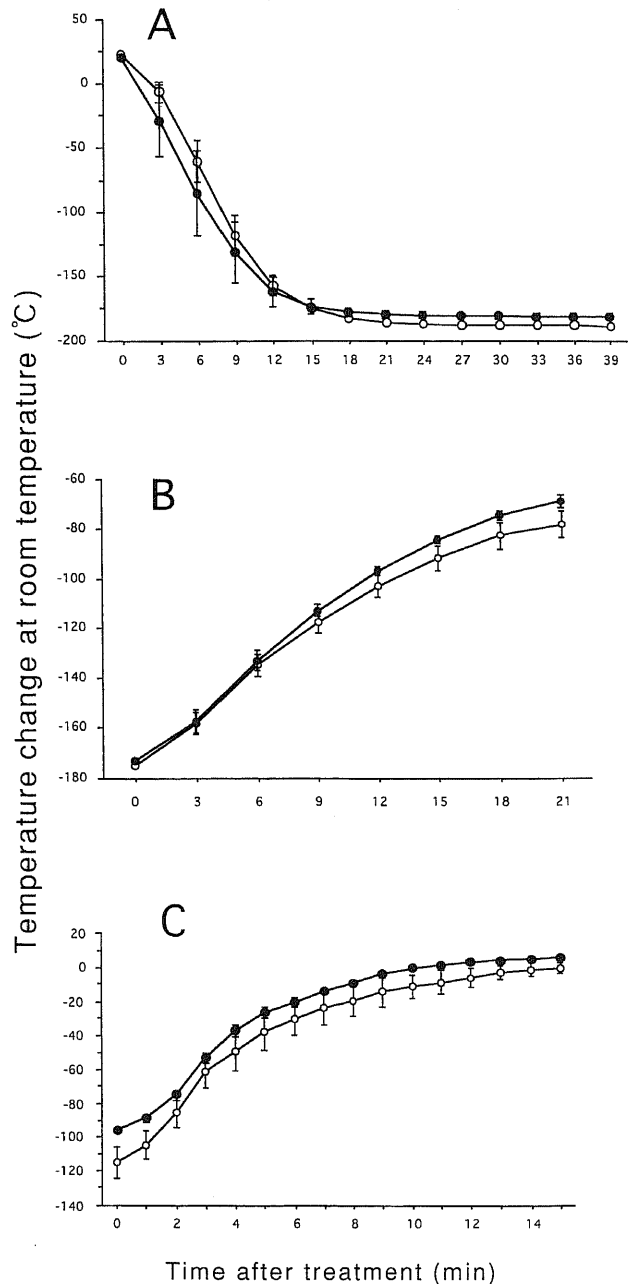 A
50
0
-50
-100
-150
-200
0 3 6 9 12 15 18 21 24 27 30 33 36 39
B
-60
-80
-100
-120
-140
-160
-180
0 3 6 9 12 15 18 21
C
20
0
-20
-40
-60
-80
-100
-120
-140
0 2 4 6 8 10 12 14
Temperature change at room temperature (°C)
Time after treatment (min)